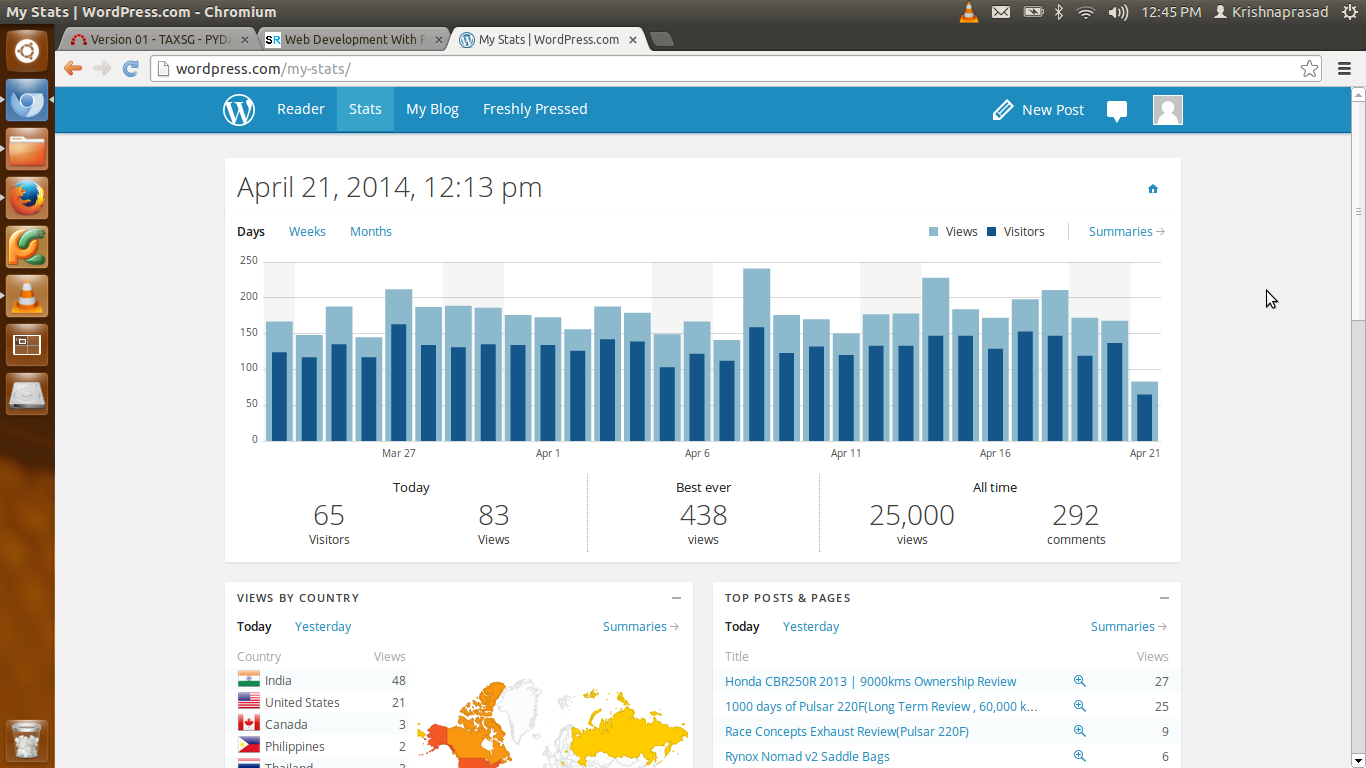 My Stats | WordPress.com - Chromium
12:45 PM Krishnaprasad
Version 01 - TAXSG - PYD
SR Web Development With F
My Stats | WordPress.com
wordpress.com/my-stats/
Reader Stats My Blog Freshly Pressed New Post
April 21, 2014, 12:13 pm
Days Weeks Months Views Visitors Summaries→
250
200
150
100
50
0
Mar 27 Apr 1 Apr 6 Apr 11 Apr 16 Apr 21
Today Best ever All time
65 83 438 25,000 292
Visitors Views views views comments
VIEWS BY COUNTRY
Today Yesterday Summaries→
Country Views
India 48
United States 21
Canada 3
Philippines 2
Thailand 2
TOP POSTS & PAGES
Today Yesterday Summaries→
Title Views
Honda CBR250R 2013 | 9000kms Ownership Review 27
1000 days of Pulsar 220F(Long Term Review , 60,000 k... 25
Race Concepts Exhaust Review(Pulsar 220F) 9
Rynox Nomad v2 Saddle Bags 6